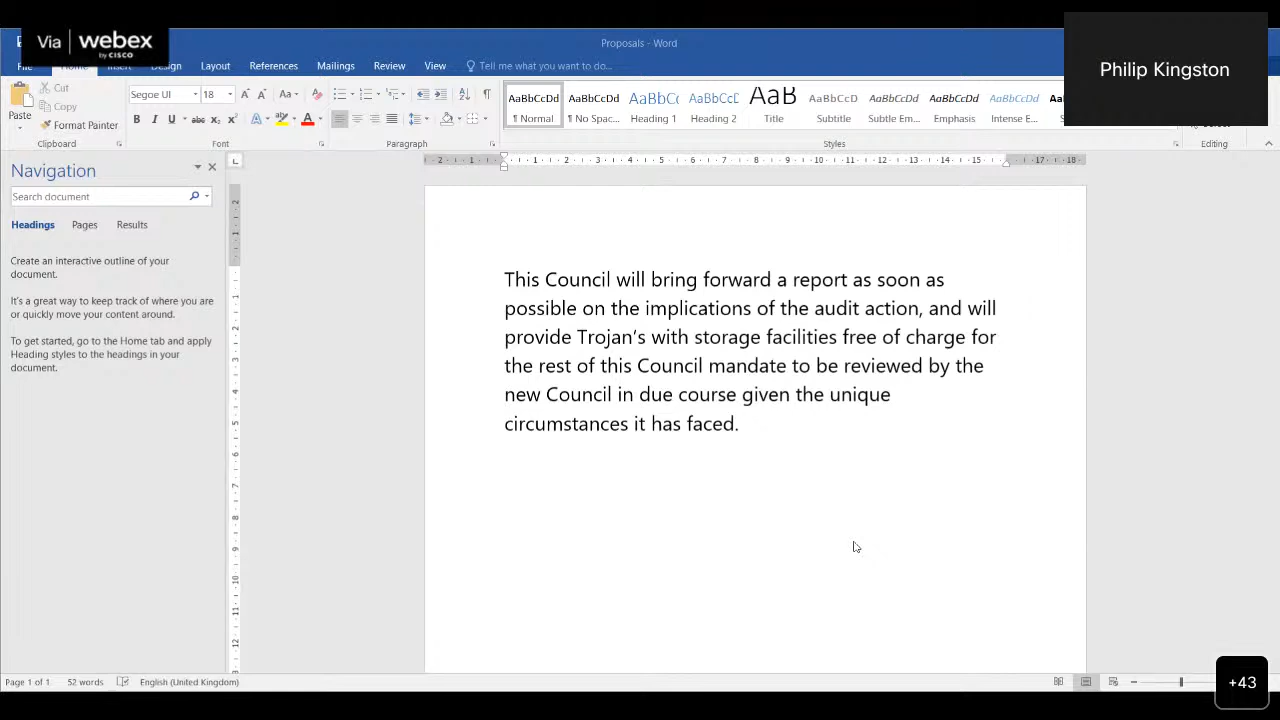 Via webex
by CISCO
Proposals - Word
Philip Kingston
File Home Insert Design Layout References Mailings Review View Tell me what you want to do...
Cut
Copy
Paste
Format Painter
Segoe UI 18
AaBbCcDd AaBbCcDd AaBbCc AaBbCcD AaB AaBbCcD AaBbCcDd AaBbCcDd AaBbCcDd
¶ Normal ¶ No Spac... Heading 1 Heading 2 Title Subtitle Subtle Em... Emphasis Intense E...
Clipboard Font Paragraph Styles Editing
Navigation
Search document
Headings Pages Results
Create an interactive outline of your
document.
It's a great way to keep track of where you are
or quickly move your content around.
To get started, go to the Home tab and apply
Heading styles to the headings in your
document.
This Council will bring forward a report as soon as
possible on the implications of the audit action, and will
provide Trojan's with storage facilities free of charge for
the rest of this Council mandate to be reviewed by the
new Council in due course given the unique
circumstances it has faced.
Page 1 of 1 52 words English (United Kingdom)
+43